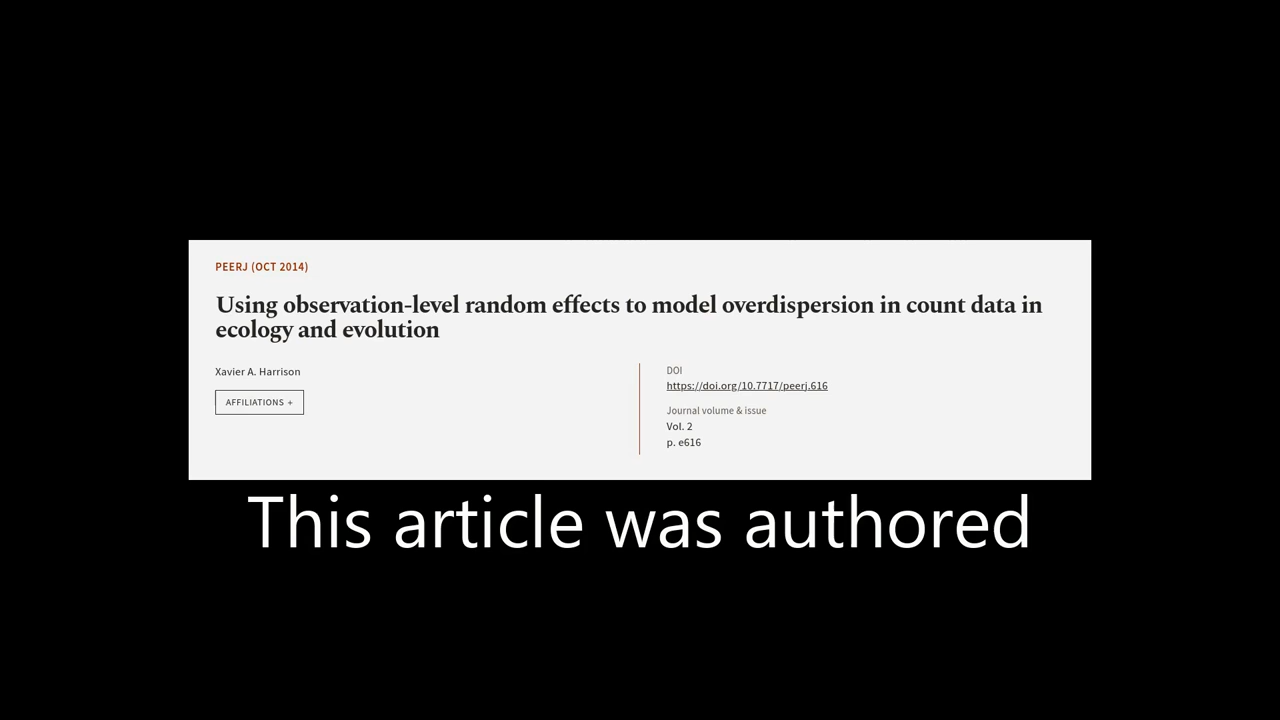 PEERJ (OCT 2014)
Using observation-level random effects to model overdispersion in count data in
ecology and evolution
Xavier A. Harrison
AFFILIATIONS +
DOI
https://doi.org/10.7717/peerj.616
Journal volume & issue
Vol. 2
p. e616
This article was authored